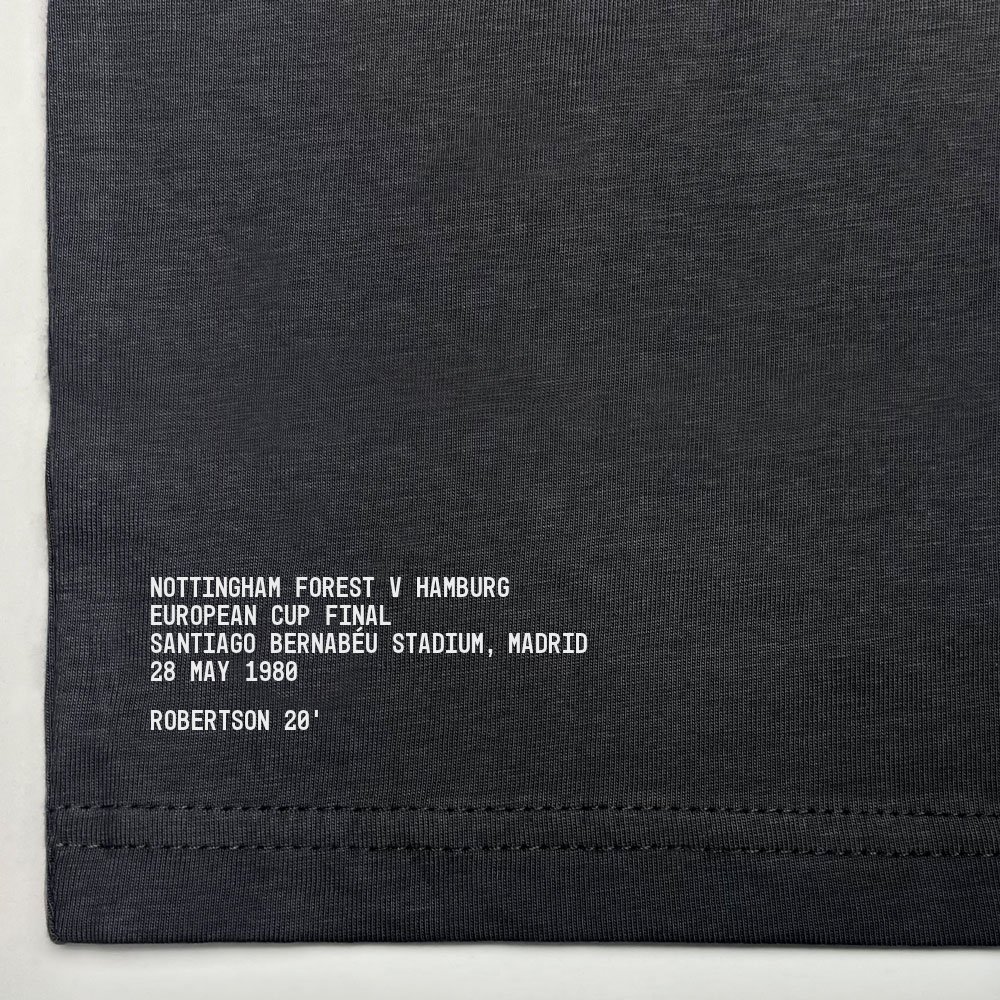 NOTTINGHAM FOREST V HAMBURG
EUROPEAN CUP FINAL
SANTIAGO BERNABÉU STADIUM, MADRID
28 MAY 1980
ROBERTSON 20'